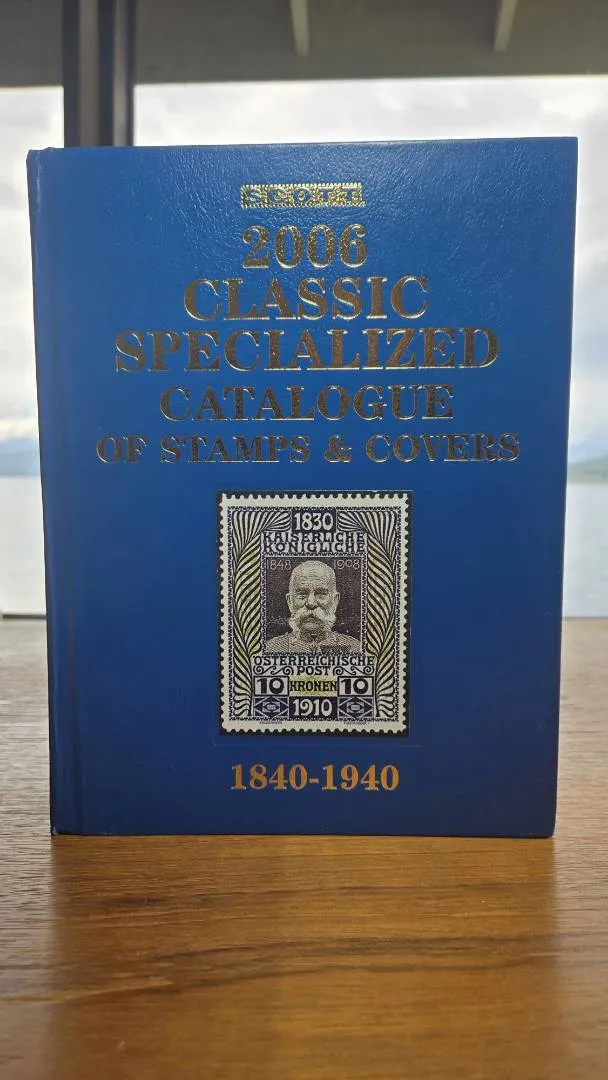 SCOTT
2006
CLASSIC
SPECIALIZED
CATALOGUE
OF STAMPS & COVERS
1830
KAISERLICHE
KÖNIGLICHE
1848 1908
ÖSTERREICHISCHE
POST
10 KRONEN 10
1910
1840-1940